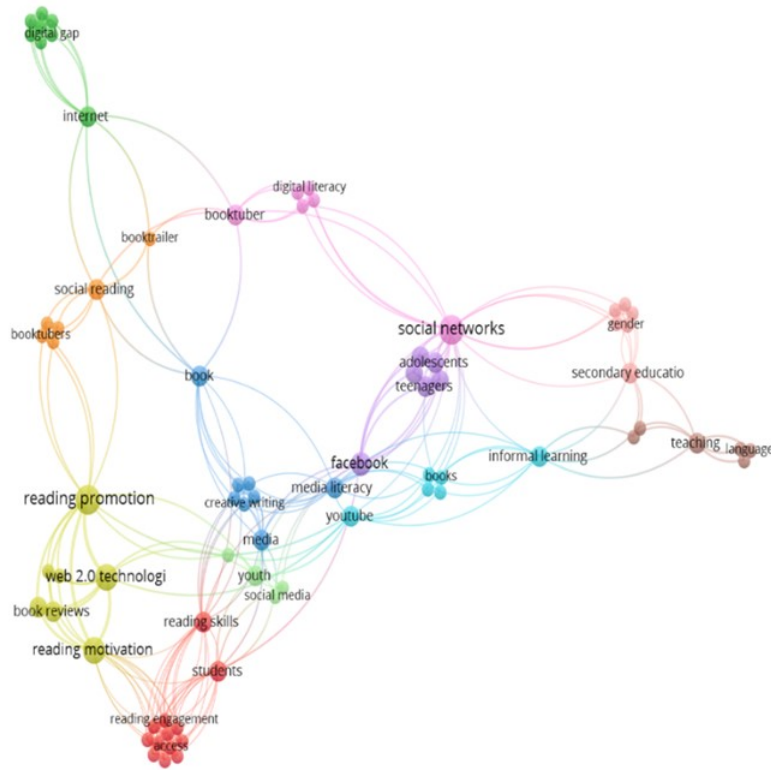 digital gap
internet
digital literacy
booktuber
booktrailer
social reading
booktubers
social networks
gender
adolescents
secondary educatio
book
teenagers
teaching
language
facebook
informal learning
books
media literacy
reading promotion
creative writing
youtube
media
web 2.0 technologi
youth
social media
book reviews
reading skills
reading motivation
students
reading engagement
access